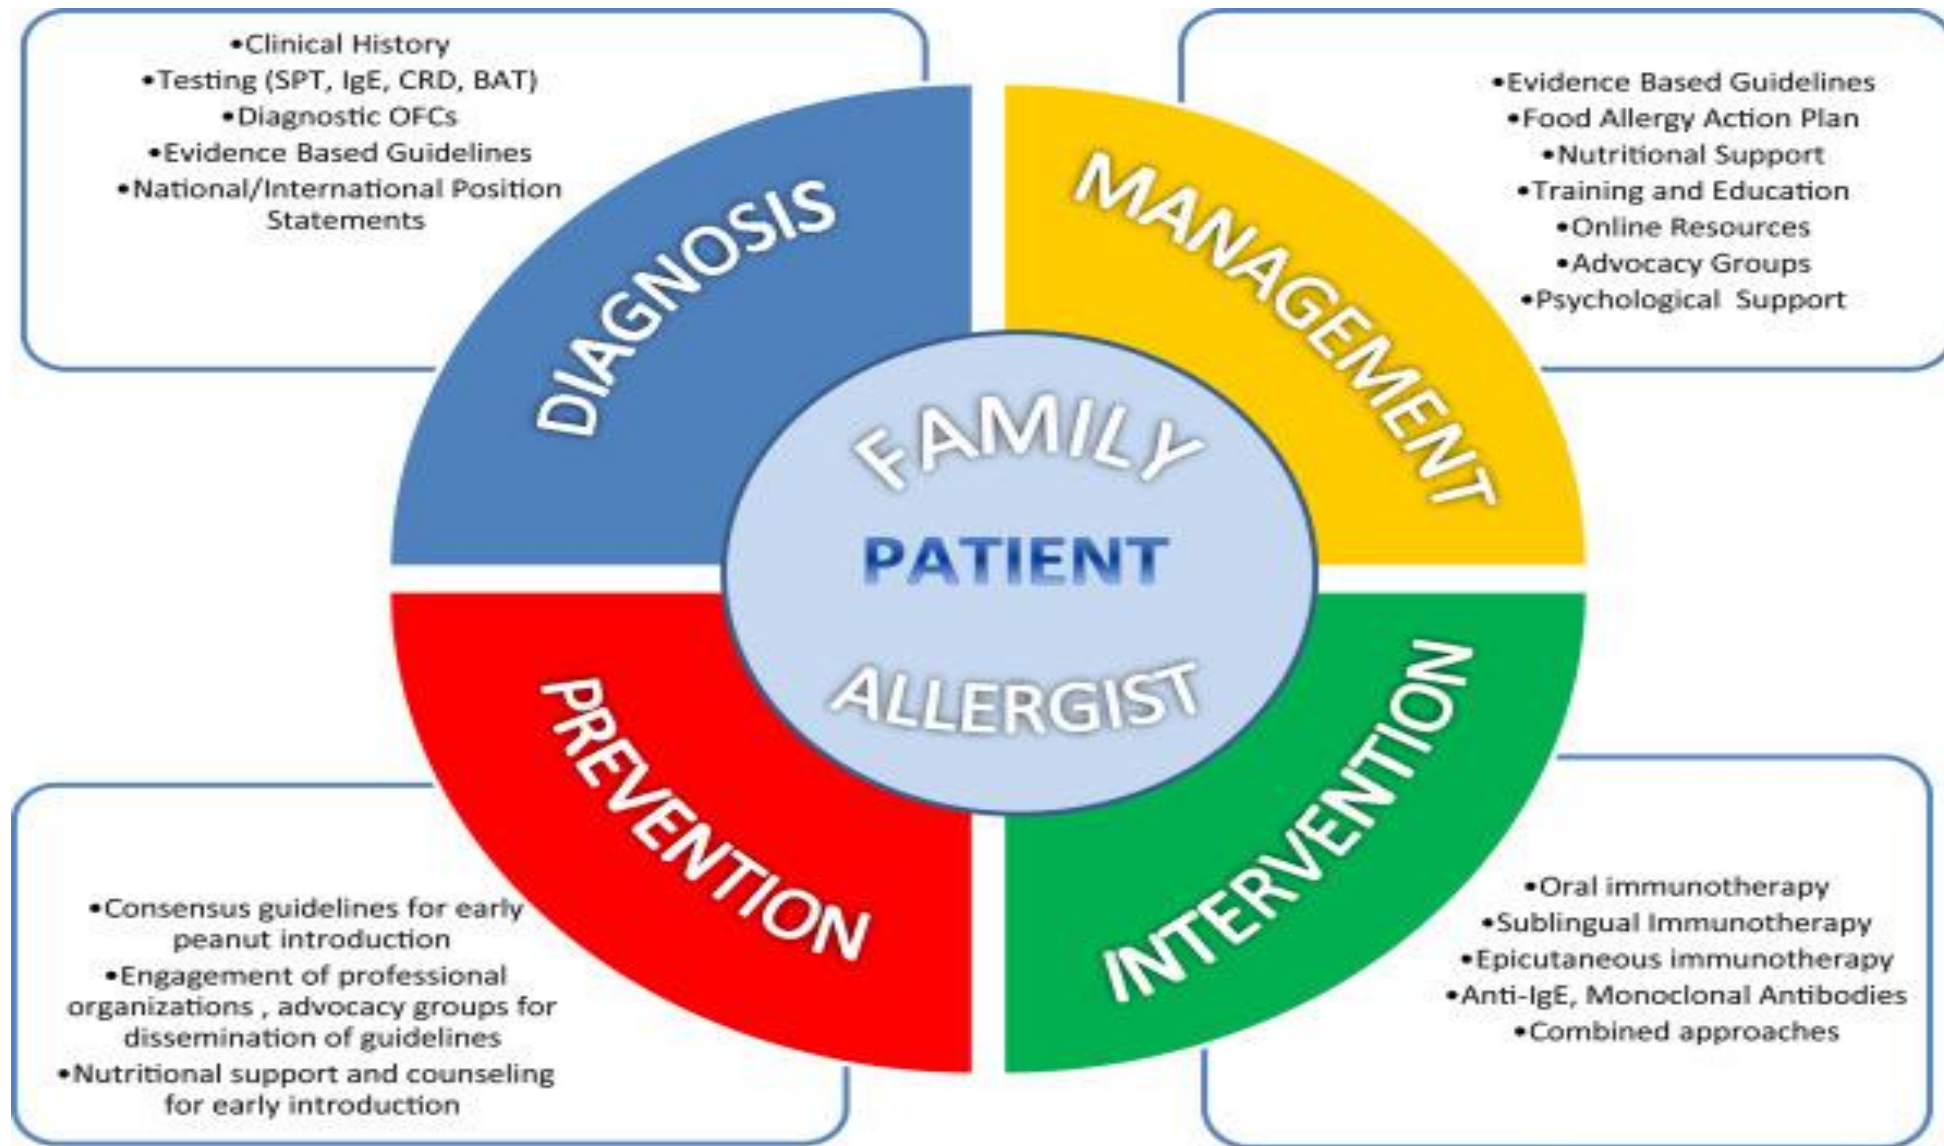 •Clinical History
•Testing (SPT, IgE, CRD, BAT)
•Diagnostic OFCs
•Evidence Based Guidelines
•National/International Position
Statements
•Evidence Based Guidelines
•Food Allergy Action Plan
•Nutritional Support
•Training and Education
•Online Resources
•Advocacy Groups
•Psychological  Support
DIAGNOSIS
MANAGEMENT
FAMILY
PATIENT
ALLERGIST
PREVENTION
INTERVENTION
•Consensus guidelines for early
peanut introduction
•Engagement of professional
organizations , advocacy groups for
dissemination of guidelines
•Nutritional support and counseling
for early introduction
•Oral immunotherapy
•Sublingual Immunotherapy
•Epicutaneous immunotherapy
•Anti-IgE, Monoclonal Antibodies
•Combined approaches